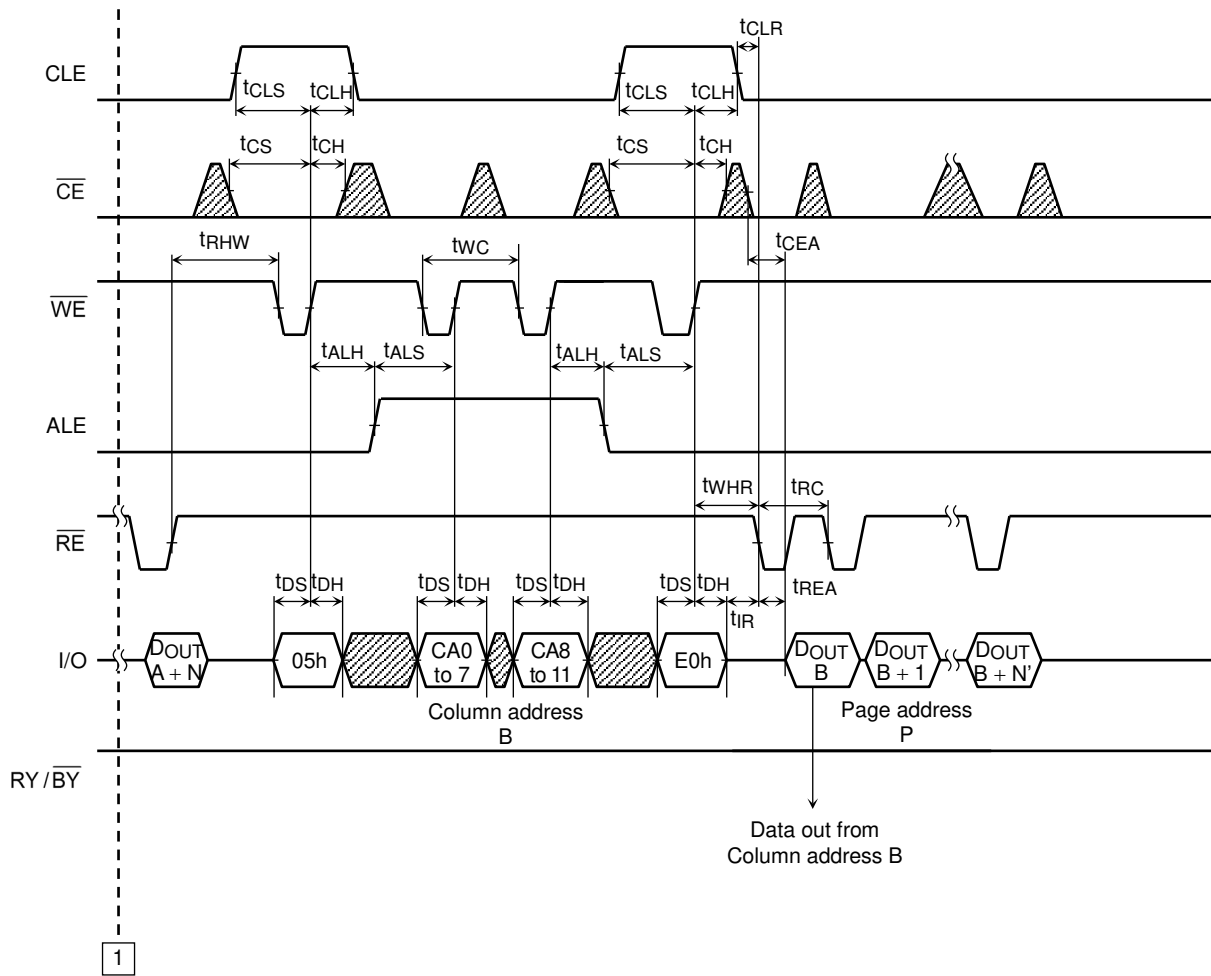 tCLR
CLE
tCLS tCLH tCLS tCLH
tCS tCH tCS tCH
CE
tRHW tWC tCEA
WE
tALH tALS tALH tALS
ALE
tWHR tRC
RE
tDS tDH tDS tDH tDS tDH tDS tDH tREA
tIR
I/O
DOUT
A + N
05h
CA0
to 7
CA8
to 11
E0h
DOUT
B
DOUT
B + 1
DOUT
B + N'
Column address
B
Page address
P
RY / BY
Data out from
Column address B
1